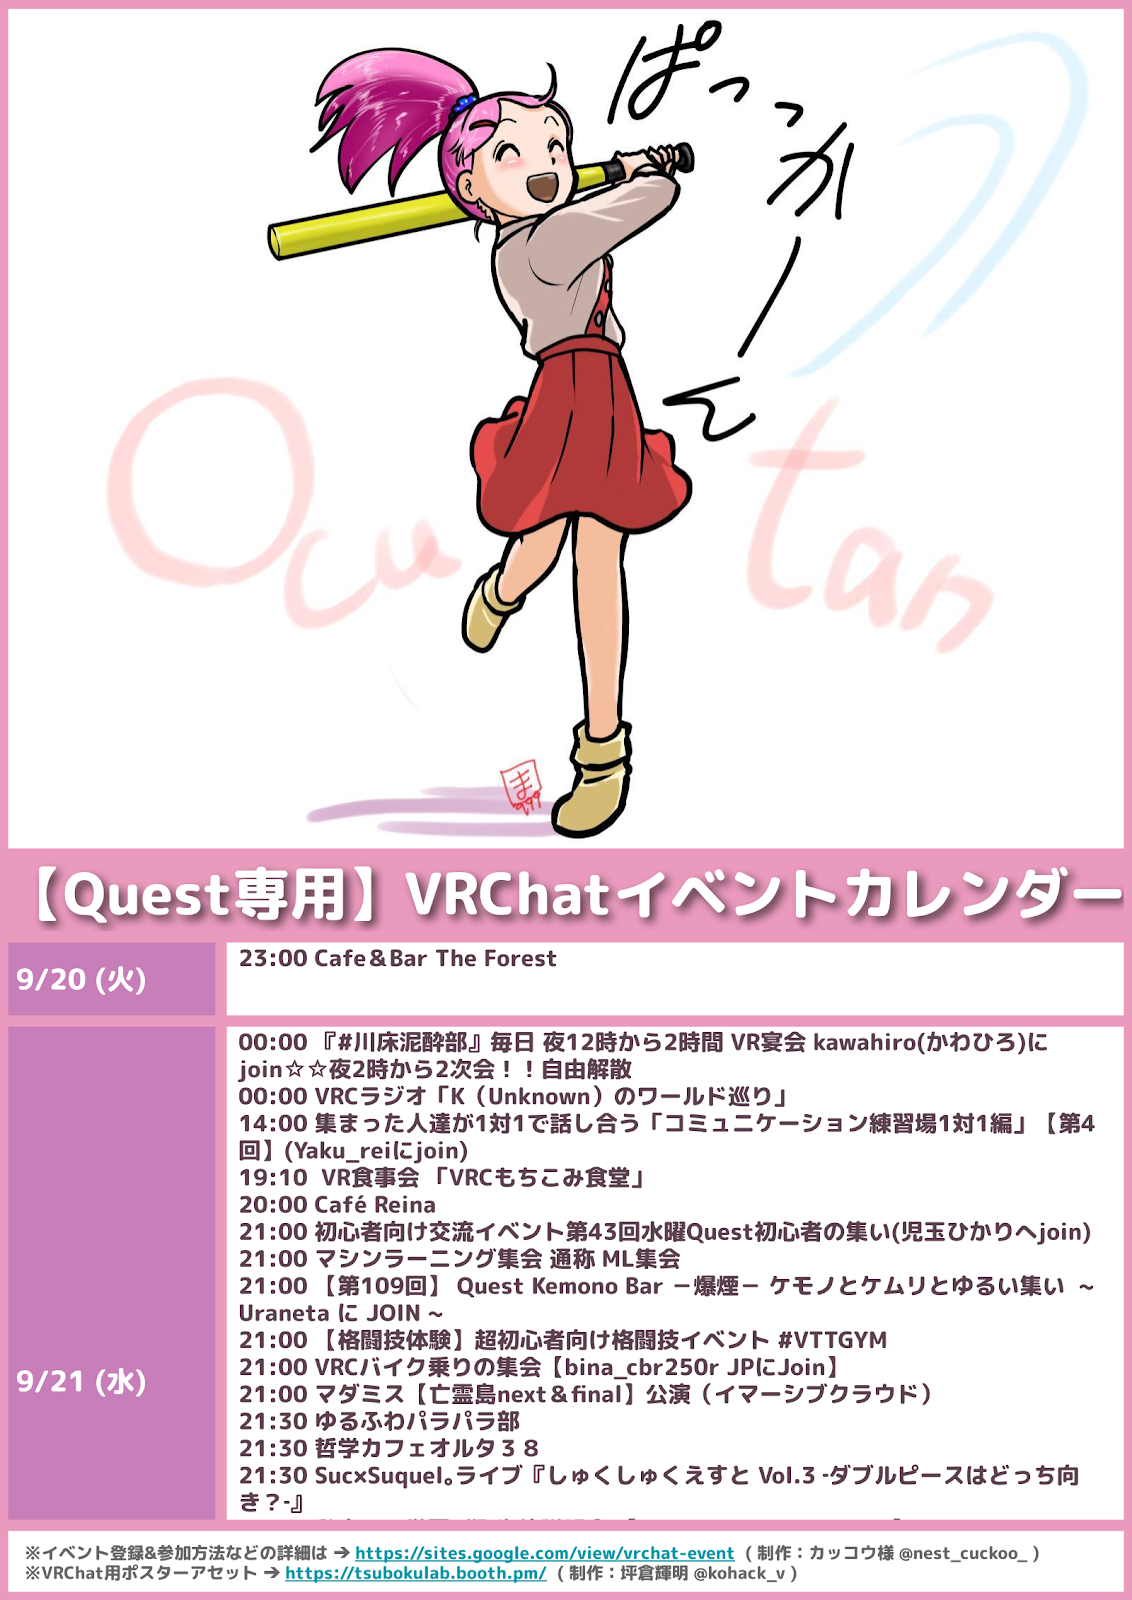 ぱっかーん
Ocu tan
ま
999
【Quest専用】VRChatイベントカレンダー
9/20 (火)
23:00 Cafe＆Bar The Forest
9/21 (水)
00:00 『#川床泥酔部』毎日 夜12時から2時間 VR宴会 kawahiro(かわひろ)に
join☆☆夜2時から2次会！！自由解散
00:00 VRCラジオ「K（Unknown）のワールド巡り」
14:00 集まった人達が1対1で話し合う「コミュニケーション練習場1対1編」【第4
回】(Yaku_reiにjoin)
19:10  VR食事会 「VRCもちこみ食堂」
20:00 Café Reina
21:00 初心者向け交流イベント第43回水曜Quest初心者の集い(児玉ひかりへjoin)
21:00 マシンラーニング集会 通称 ML集会
21:00 【第109回】 Quest Kemono Bar －爆煙－ ケモノとケムリとゆるい集い ～
Uraneta に JOIN ～
21:00 【格闘技体験】超初心者向け格闘技イベント #VTTGYM
21:00 VRCバイク乗りの集会【bina_cbr250r JPにJoin】
21:00 マダミス【亡霊島next＆final】公演（イマーシブクラウド）
21:30 ゆるふわパラパラ部
21:30 哲学カフェオルタ３８
21:30 Suc×Suquel｡ライブ『しゅくしゅくえすと Vol.3 -ダブルピースはどっち向
き？-』
※イベント登録&参加方法などの詳細は ➔ https://sites.google.com/view/vrchat-event （ 制作：カッコウ様 @nest_cuckoo_ ）
※VRChat用ポスターアセット ➔ https://tsubokulab.booth.pm/ （ 制作：坪倉輝明 @kohack_v ）